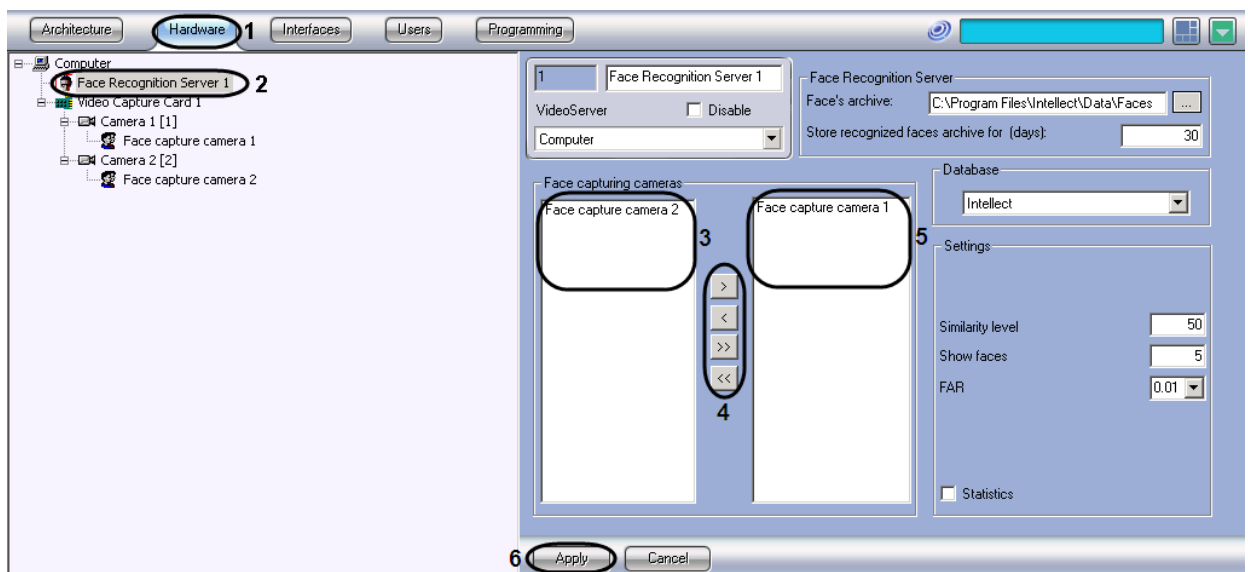 Architecture Hardware 1 Interfaces Users Programming
Computer
Face Recognition Server 1 2
Video Capture Card 1
Camera 1 [1]
Face capture camera 1
Camera 2 [2]
Face capture camera 2
1 Face Recognition Server 1
VideoServer Disable
Computer
Face Recognition Server
Face's archive: C:\Program Files\Intellect\Data\Faces ...
Store recognized faces archive for (days): 30
Face capturing cameras
Face capture camera 2
3
> 
<
>>
<<
4
Face capture camera 1
5
Database
Intellect
Settings
Similarity level 50
Show faces 5
FAR 0.01
Statistics
6 Apply Cancel